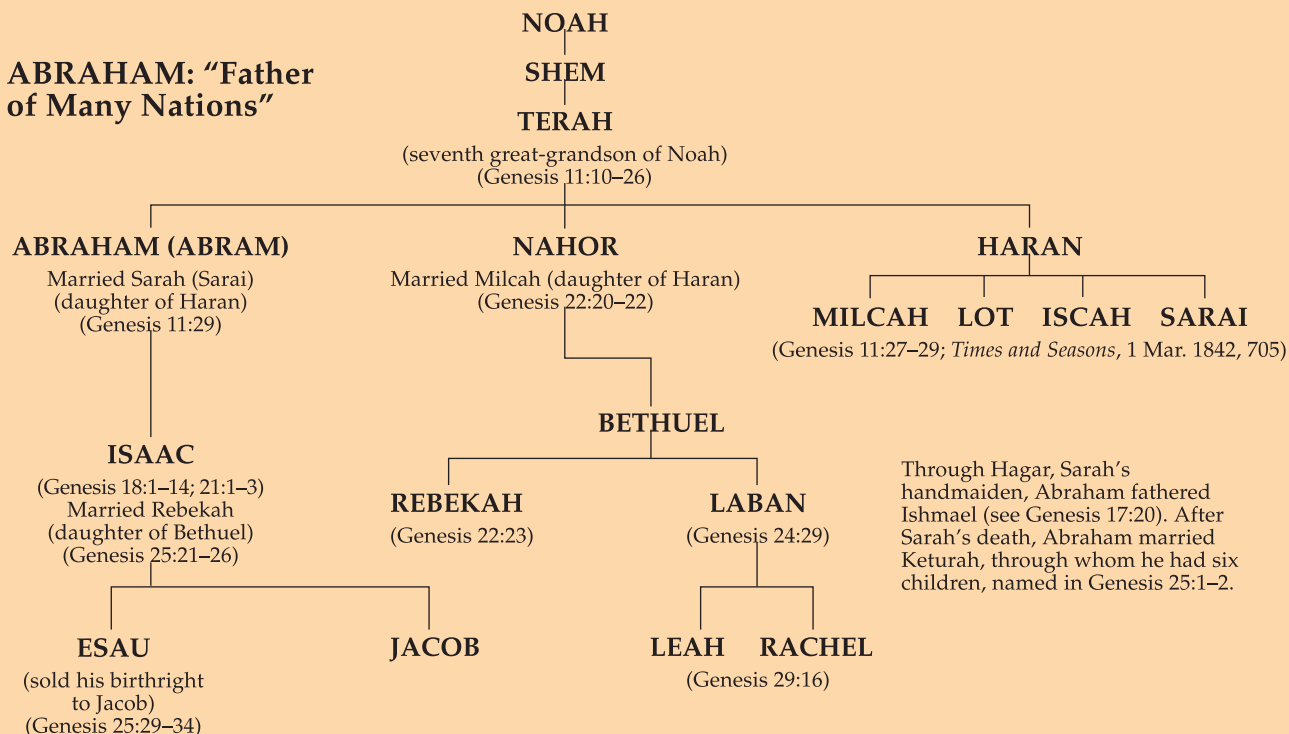 NOAH
ABRAHAM: “Father
of Many Nations”
SHEM
TERAH
(seventh great-grandson of Noah)
(Genesis 11:10–26)
ABRAHAM (ABRAM)
Married Sarah (Sarai)
(daughter of Haran)
(Genesis 11:29)
NAHOR
Married Milcah (daughter of Haran)
(Genesis 22:20–22)
HARAN
MILCAH LOT ISCAH SARAI
(Genesis 11:27–29; Times and Seasons, 1 Mar. 1842, 705)
BETHUEL
ISAAC
(Genesis 18:1–14; 21:1–3)
Married Rebekah
(daughter of Bethuel)
(Genesis 25:21–26)
REBEKAH
(Genesis 22:23)
LABAN
(Genesis 24:29)
Through Hagar, Sarah’s
handmaiden, Abraham fathered
Ishmael (see Genesis 17:20). After
Sarah’s death, Abraham married
Keturah, through whom he had six
children, named in Genesis 25:1–2.
ESAU
(sold his birthright
to Jacob)
(Genesis 25:29–34)
JACOB
LEAH RACHEL
(Genesis 29:16)